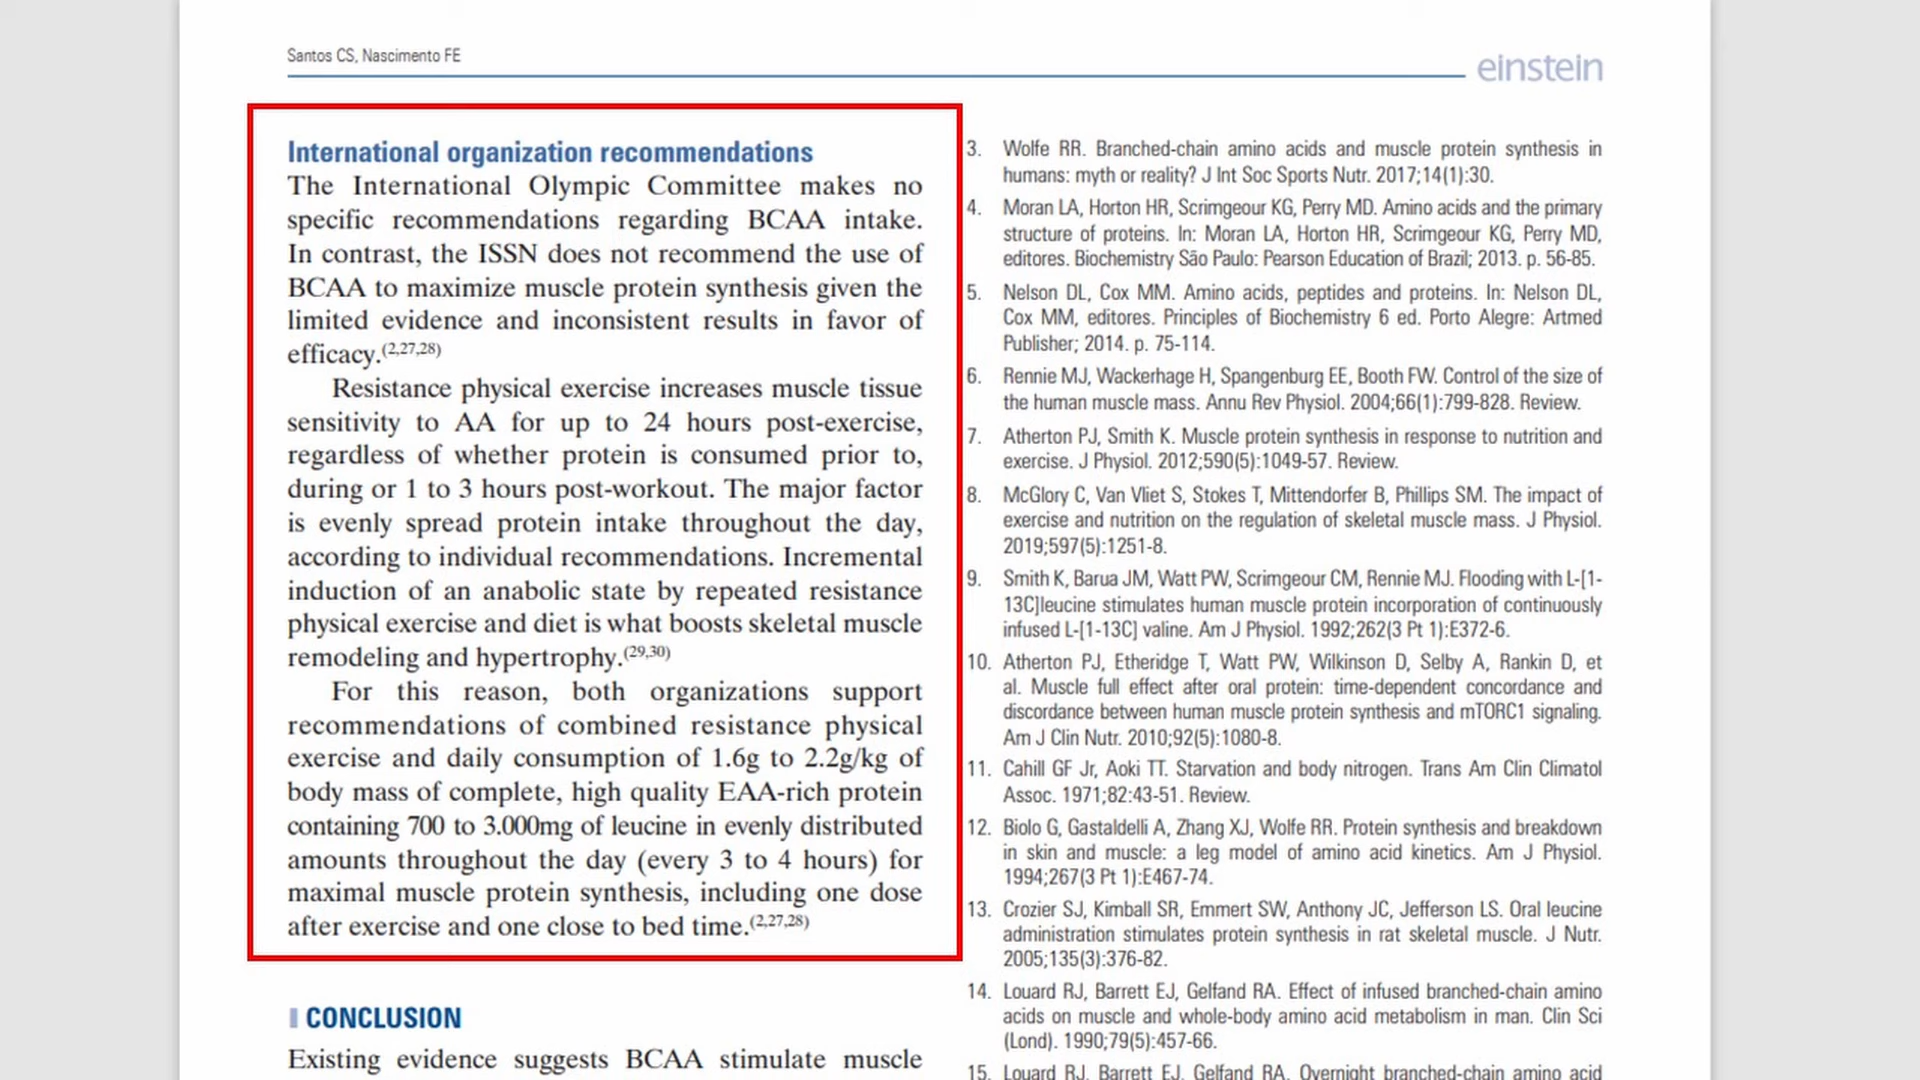 Santos CS, Nascimento FE
einstein
International organization recommendations
The International Olympic Committee makes no
specific recommendations regarding BCAA intake.
In contrast, the ISSN does not recommend the use of
BCAA to maximize muscle protein synthesis given the
limited evidence and inconsistent results in favor of
efficacy.(2,27,28)
Resistance physical exercise increases muscle tissue
sensitivity to AA for up to 24 hours post-exercise,
regardless of whether protein is consumed prior to,
during or 1 to 3 hours post-workout. The major factor
is evenly spread protein intake throughout the day,
according to individual recommendations. Incremental
induction of an anabolic state by repeated resistance
physical exercise and diet is what boosts skeletal muscle
remodeling and hypertrophy.(29,30)
For this reason, both organizations support
recommendations of combined resistance physical
exercise and daily consumption of 1.6g to 2.2g/kg of
body mass of complete, high quality EAA-rich protein
containing 700 to 3.000mg of leucine in evenly distributed
amounts throughout the day (every 3 to 4 hours) for
maximal muscle protein synthesis, including one dose
after exercise and one close to bed time.(2,27,28)
CONCLUSION
Existing evidence suggests BCAA stimulate muscle
3. Wolfe RR. Branched-chain amino acids and muscle protein synthesis in
humans: myth or reality? J Int Soc Sports Nutr. 2017;14(1):30.
4. Moran LA, Horton HR, Scrimgeour KG, Perry MD. Amino acids and the primary
structure of proteins. In: Moran LA, Horton HR, Scrimgeour KG, Perry MD,
editores. Biochemistry São Paulo: Pearson Education of Brazil; 2013. p. 56-85.
5. Nelson DL, Cox MM. Amino acids, peptides and proteins. In: Nelson DL,
Cox MM, editores. Principles of Biochemistry 6 ed. Porto Alegre: Artmed
Publisher; 2014. p. 75-114.
6. Rennie MJ, Wackerhage H, Spangenburg EE, Booth FW. Control of the size of
the human muscle mass. Annu Rev Physiol. 2004;66(1):799-828. Review.
7. Atherton PJ, Smith K. Muscle protein synthesis in response to nutrition and
exercise. J Physiol. 2012;590(5):1049-57. Review.
8. McGlory C, Van Vliet S, Stokes T, Mittendorfer B, Phillips SM. The impact of
exercise and nutrition on the regulation of skeletal muscle mass. J Physiol.
2019;597(5):1251-8.
9. Smith K, Barua JM, Watt PW, Scrimgeour CM, Rennie MJ. Flooding with L-[1-
13C]leucine stimulates human muscle protein incorporation of continuously
infused L-[1-13C] valine. Am J Physiol. 1992;262(3 Pt 1):E372-6.
10. Atherton PJ, Etheridge T, Watt PW, Wilkinson D, Selby A, Rankin D, et
al. Muscle full effect after oral protein: time-dependent concordance and
discordance between human muscle protein synthesis and mTORC1 signaling.
Am J Clin Nutr. 2010;92(5):1080-8.
11. Cahill GF Jr, Aoki TT. Starvation and body nitrogen. Trans Am Clin Climatol
Assoc. 1971;82:43-51. Review.
12. Biolo G, Gastaldelli A, Zhang XJ, Wolfe RR. Protein synthesis and breakdown
in skin and muscle: a leg model of amino acid kinetics. Am J Physiol.
1994;267(3 Pt 1):E467-74.
13. Crozier SJ, Kimball SR, Emmert SW, Anthony JC, Jefferson LS. Oral leucine
administration stimulates protein synthesis in rat skeletal muscle. J Nutr.
2005;135(3):376-82.
14. Louard RJ, Barrett EJ, Gelfand RA. Effect of infused branched-chain amino
acids on muscle and whole-body amino acid metabolism in man. Clin Sci
(Lond). 1990;79(5):457-66.
15. Louard RJ, Barrett EJ, Gelfand RA. Overnight branched-chain amino acid